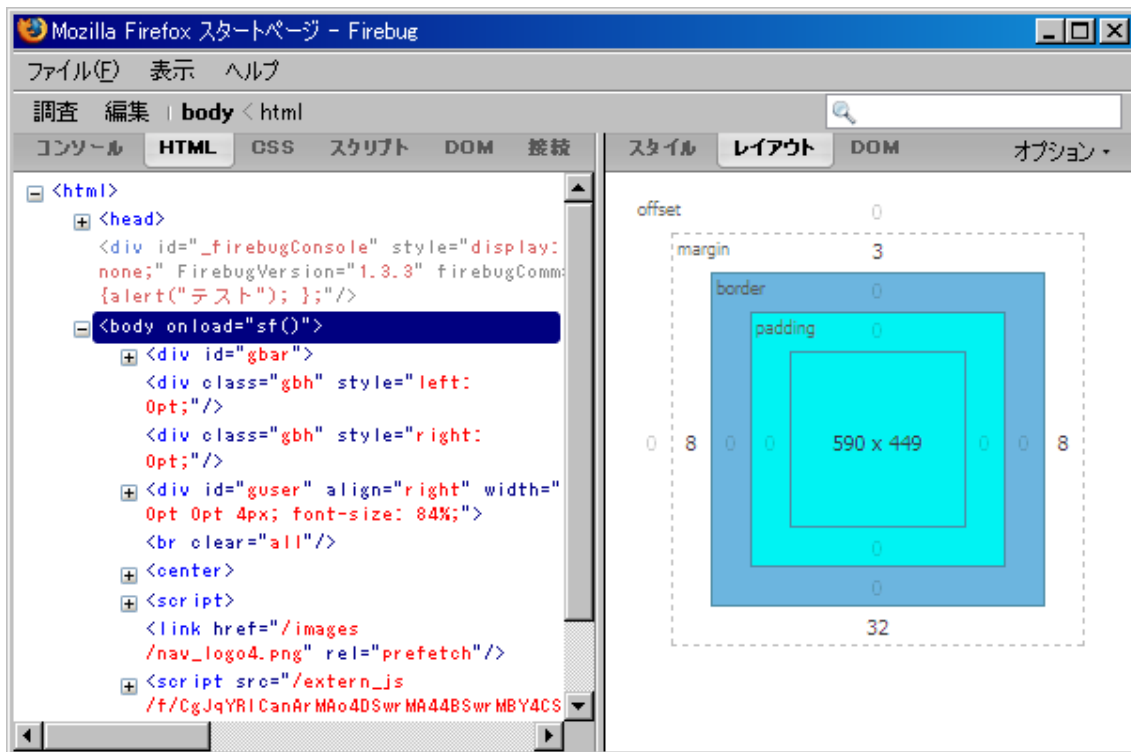 Mozilla Firefox スタートページ - Firebug
ファイル(F) 表示 ヘルプ
調査 編集 | body < html
コンソール HTML CSS スクリプト DOM 接続
<html>
<head>
<div id="_firebugConsole" style="display:
none;" FirebugVersion="1.3.3" firebugComm
{alert("テスト"); };"/>
<body onload="sf()">
<div id="gbar">
<div class="gbh" style="left:
0pt;"/>
<div class="gbh" style="right:
0pt;"/>
<div id="guser" align="right" width="
0pt 0pt 4px; font-size: 84%;">
<br clear="all"/>
<center>
<script>
<link href="/images
/nav_logo4.png" rel="prefetch"/>
<script src="/extern_js
/f/CgJqYRICanArMAo4DSwrMA44BSwrMBY4CS
スタイル レイアウト DOM オプション
offset 0
margin 3
border 0
padding 0
0 8 0 0 590 x 449 0 0 8
0
0
32